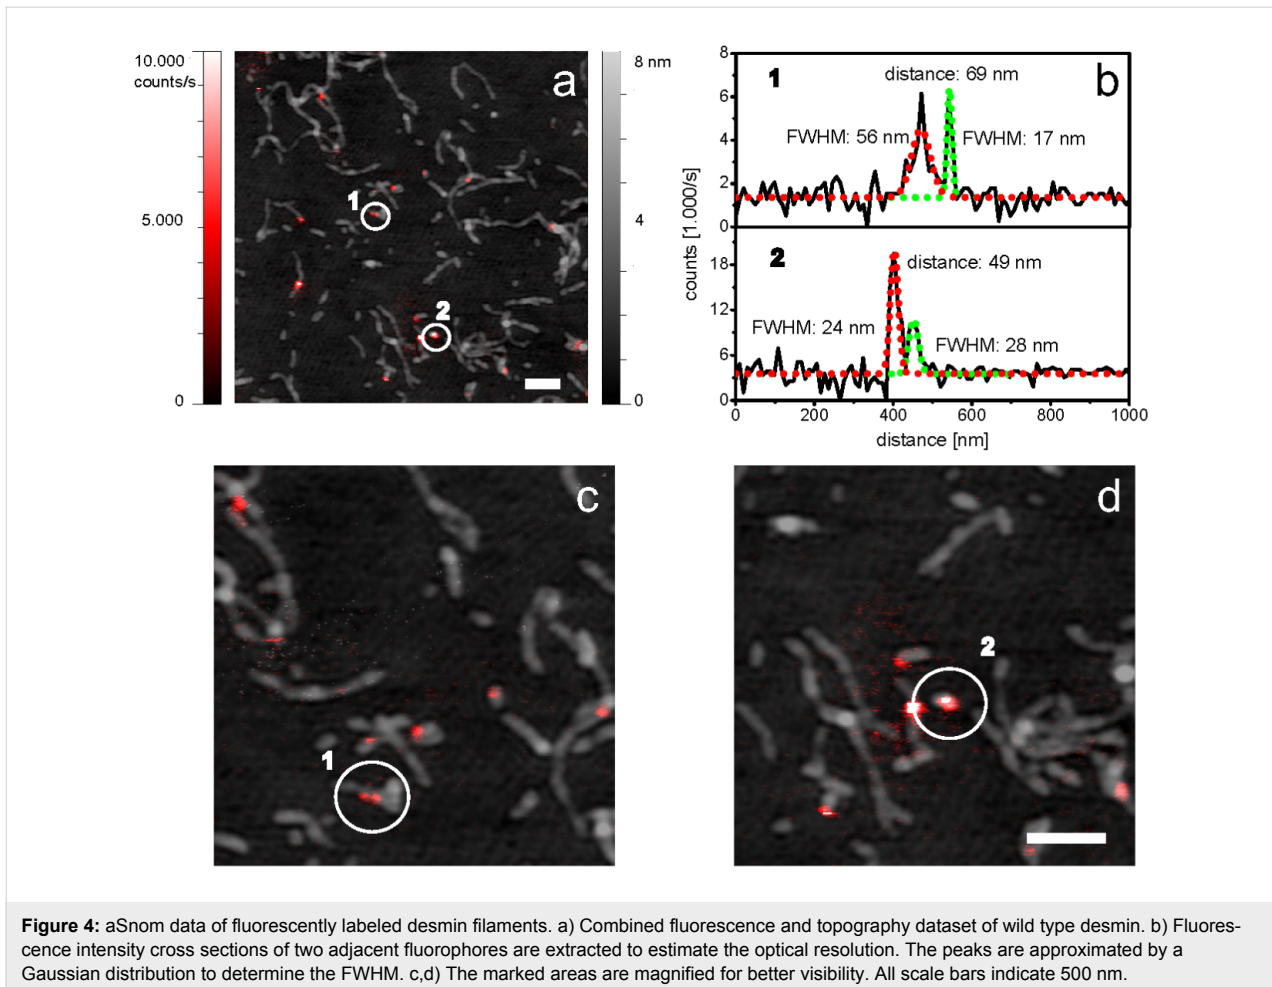 10.000
counts/s
5.000
0
a
1
2
8 nm
4
0
8
6
4
2
0
1
b
distance: 69 nm
FWHM: 56 nm
FWHM: 17 nm
18
12
6
0
2
distance: 49 nm
FWHM: 24 nm
FWHM: 28 nm
counts [1.000/s]
0 200 400 600 800 1000
distance [nm]
c
1
d
2
Figure 4: aSnom data of fluorescently labeled desmin filaments. a) Combined fluorescence and topography dataset of wild type desmin. b) Fluores-
cence intensity cross sections of two adjacent fluorophores are extracted to estimate the optical resolution. The peaks are approximated by a
Gaussian distribution to determine the FWHM. c,d) The marked areas are magnified for better visibility. All scale bars indicate 500 nm.